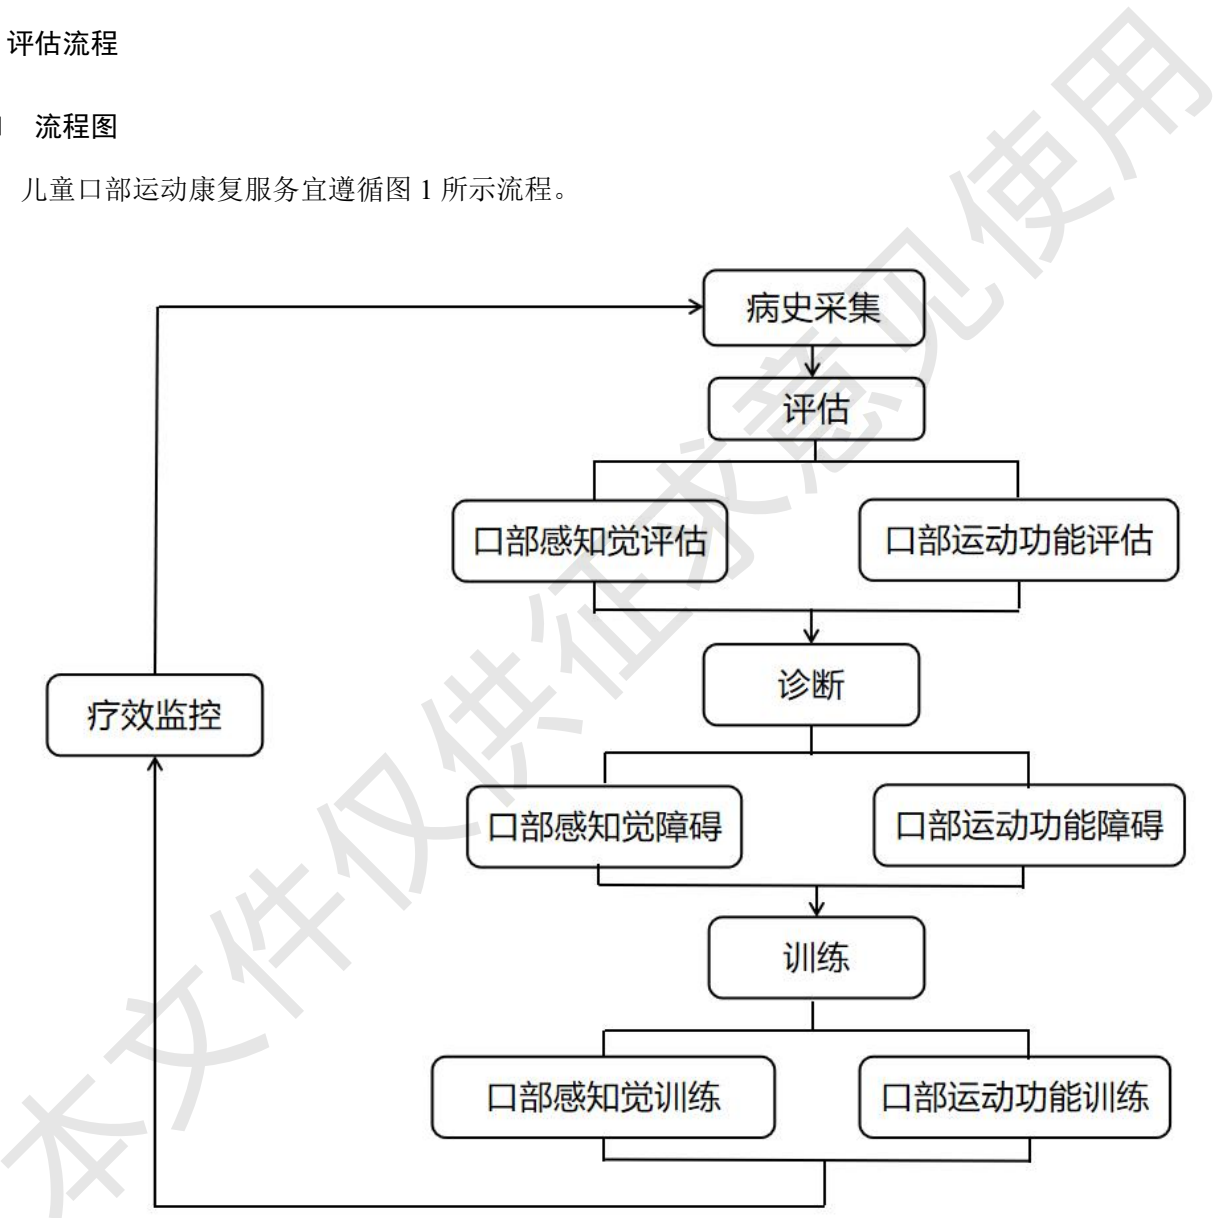 评估流程
流程图
儿童口部运动康复服务宜遵循图 1 所示流程。
病史采集
评估
口部感知觉评估
口部运动功能评估
诊断
疗效监控
口部感知觉障碍
口部运动功能障碍
训练
口部感知觉训练
口部运动功能训练
本文件仅供征求意见使用